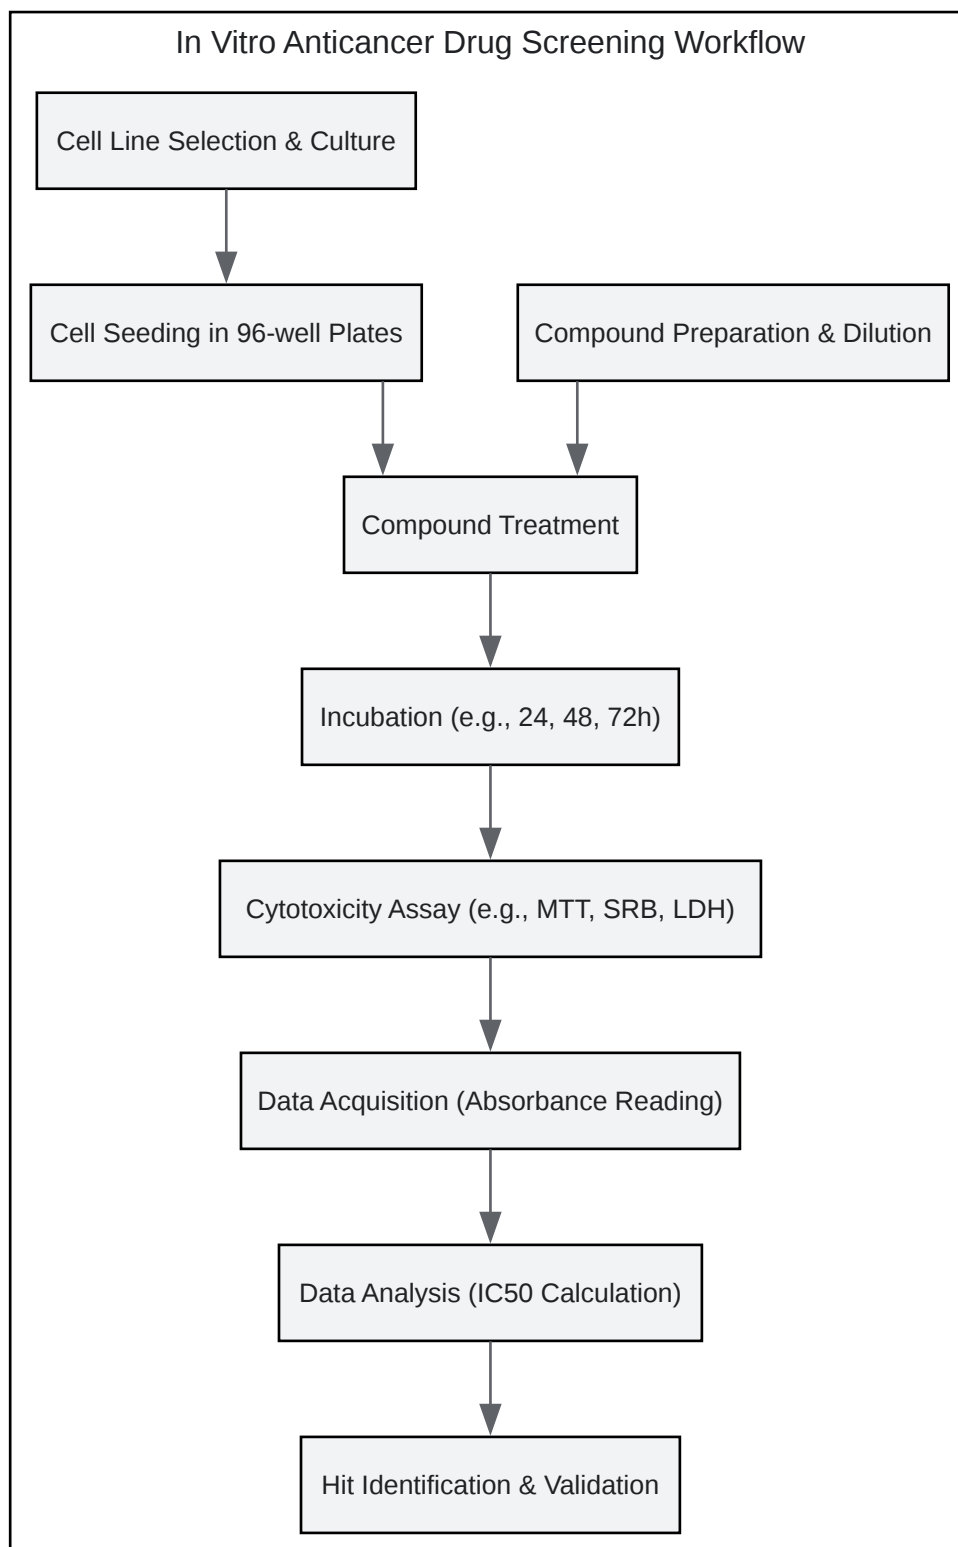 In Vitro Anticancer Drug Screening Workflow
Cell Line Selection & Culture
Cell Seeding in 96-well Plates
Compound Preparation & Dilution
Compound Treatment
Incubation (e.g., 24, 48, 72h)
Cytotoxicity Assay (e.g., MTT, SRB, LDH)
Data Acquisition (Absorbance Reading)
Data Analysis (IC50 Calculation)
Hit Identification & Validation